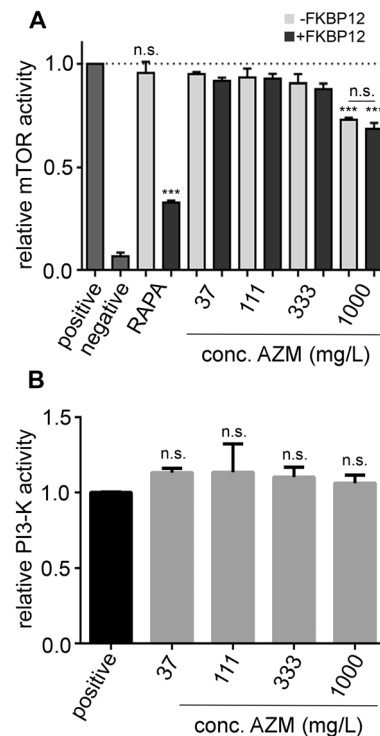 A
-FKBP12
+FKBP12
n.s.
n.s.
***
***
***
relative mTOR activity
1.0
0.5
0.0
positive
negative
RAPA
37
111
333
1000
conc. AZM (mg/L)
B
relative PI3-K activity
1.5
1.0
0.5
0.0
n.s.
n.s.
n.s.
n.s.
positive
37
111
333
1000
conc. AZM (mg/L)